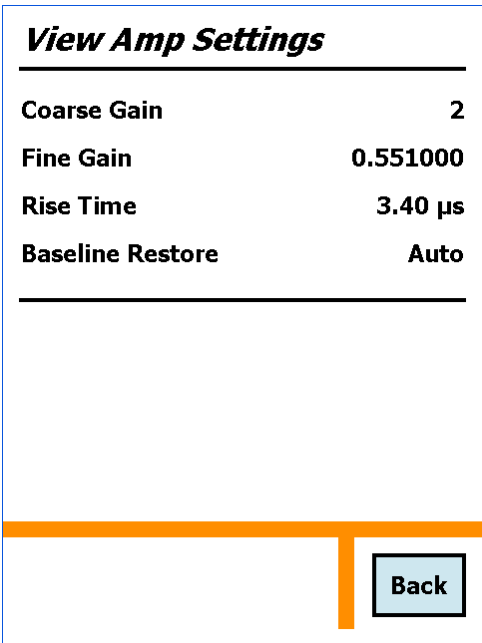 View Amp Settings
Coarse Gain 2
Fine Gain 0.551000
Rise Time 3.40 µs
Baseline Restore Auto
Back